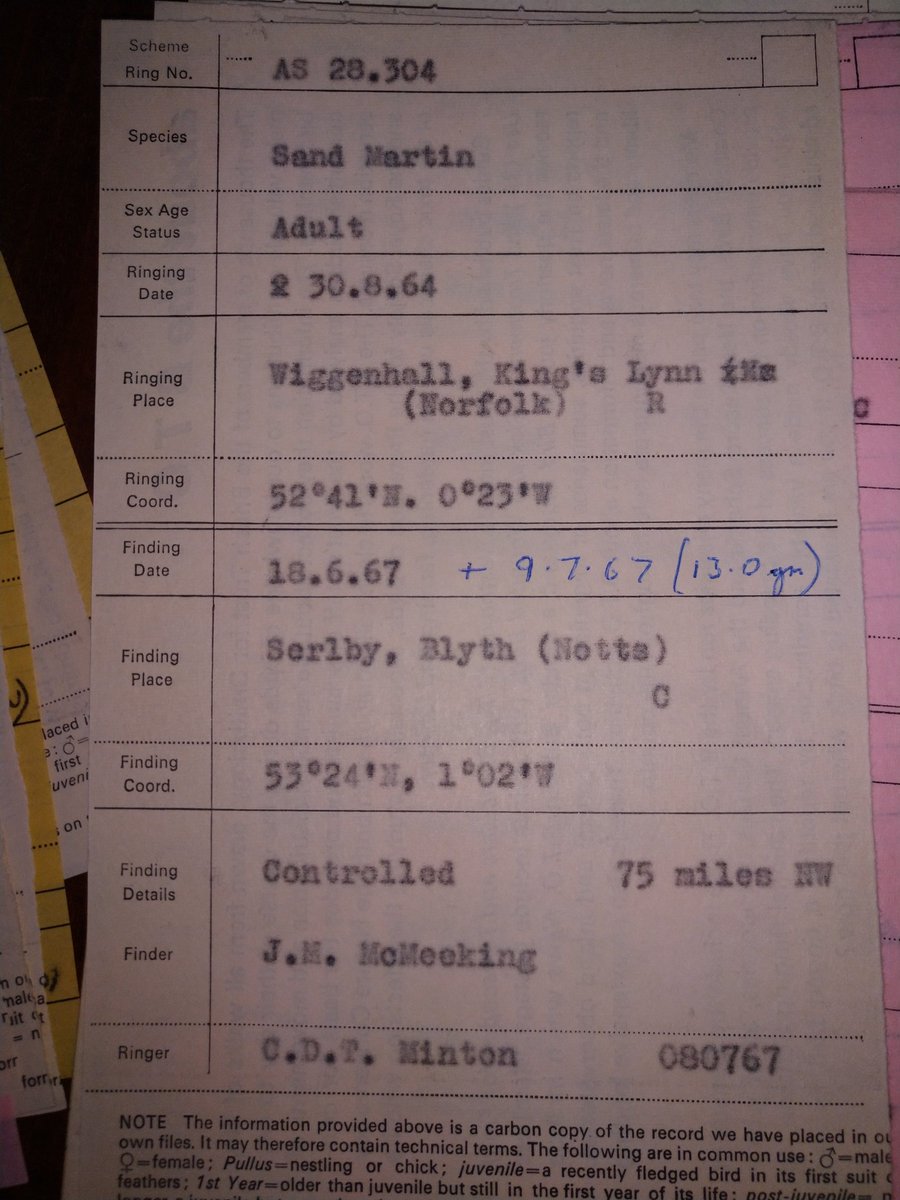 Scheme
Ring No. AS 28.304
Species
Sand Martin
Sex Age
Status Adult
Ringing
Date 30.8.64
Ringing
Place
Wiggenhall, King's Lynn
(Norfolk) R
Ringing
Coord. 52°41'N. 0°23'W
Finding
Date 18.6.67 + 9.7.67 (13.0 gm)
Finding
Place
Serlby, Blyth (Notts)
C
Finding
Coord. 53°24'N, 1°02'W
Finding
Details Controlled 75 miles NW
Finder J.M. McMeeking
Ringer C.D.T. Minton 080767
NOTE The information provided above is a carbon copy of the record we have placed in
own files. It may therefore contain technical terms. The following are in common use: ♂=male
♀=female; Pullus=nestling or chick; juvenile=a recently fledged bird in its first suit
feathers; 1st Year=older than juvenile but still in the first year of its life; post-juvenile=
C
laced i
first
on